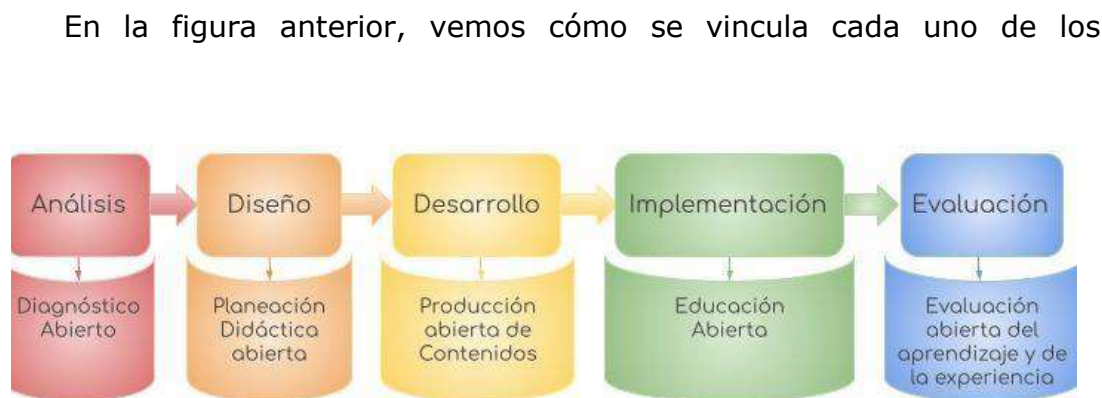 En la figura anterior, vemos cómo se vincula cada uno de los
Análisis
Diseño
Desarrollo
Implementación
Evaluación
Diagnóstico
Abierto
Planeación
Didáctica
abierta
Producción
abierta de
Contenidos
Educación
Abierta
Evaluación
abierta del
aprendizaje y de
la experiencia